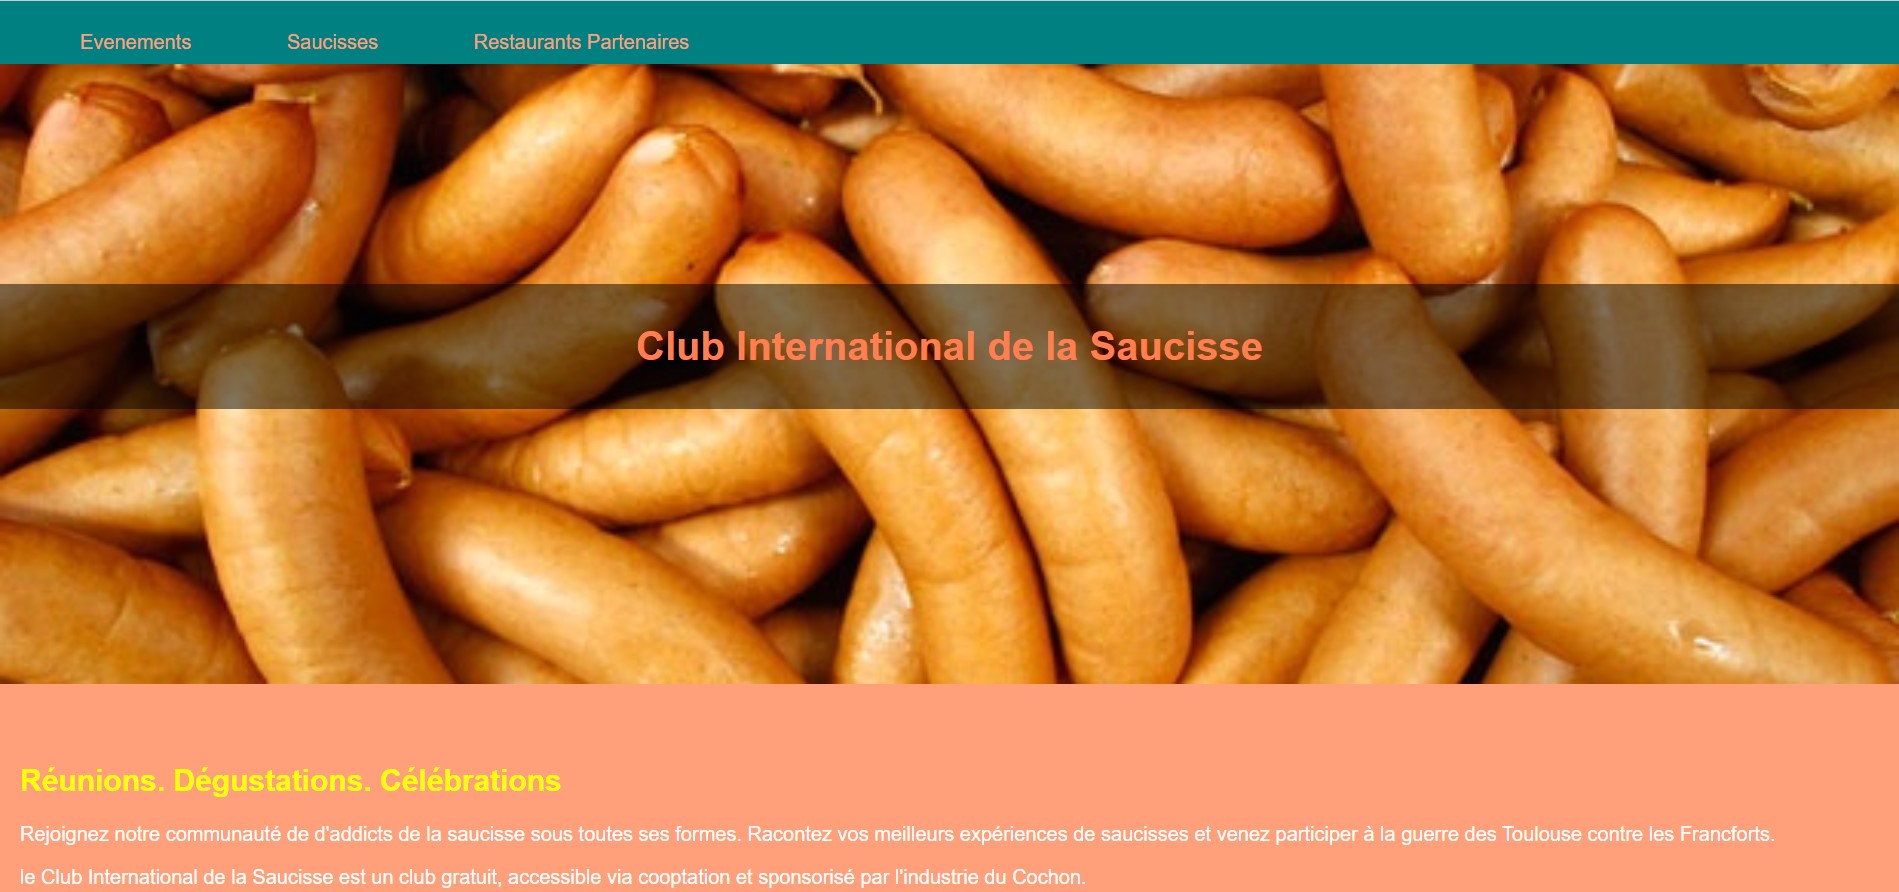 Evenements Saucisses Restaurants Partenaires
Club International de la Saucisse
Réunions. Dégustations. Célébrations
Rejoignez notre communauté de d'addicts de la saucisse sous toutes ses formes. Racontez vos meilleurs expériences de saucisses et venez participer à la guerre des Toulouse contre les Francforts.
le Club International de la Saucisse est un club gratuit, accessible via cooptation et sponsorisé par l'industrie du Cochon.